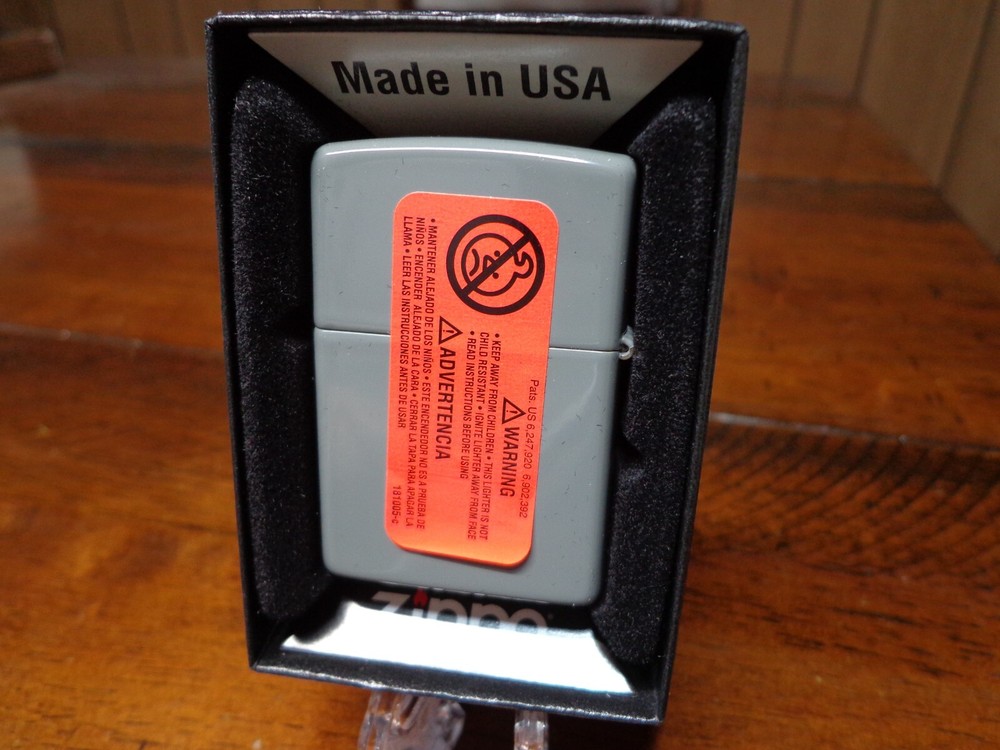 Made in USA
Pats. US 6,247,920 6,902,392
⚠WARNING
• KEEP AWAY FROM CHILDREN • THIS LIGHTER IS NOT
CHILD RESISTANT • IGNITE LIGHTER AWAY FROM FACE
• READ INSTRUCTIONS BEFORE USING
⚠ADVERTENCIA
• MANTENER ALEJADO DE LOS NIÑOS • ESTE ENCENDEDOR NO ES A PRUEBA DE
NIÑOS • ENCENDER ALEJADO DE LA CARA • CERRAR LA TAPA PARA APAGAR LA
LLAMA • LEER LAS INSTRUCCIONES ANTES DE USAR
181005-c
zippo